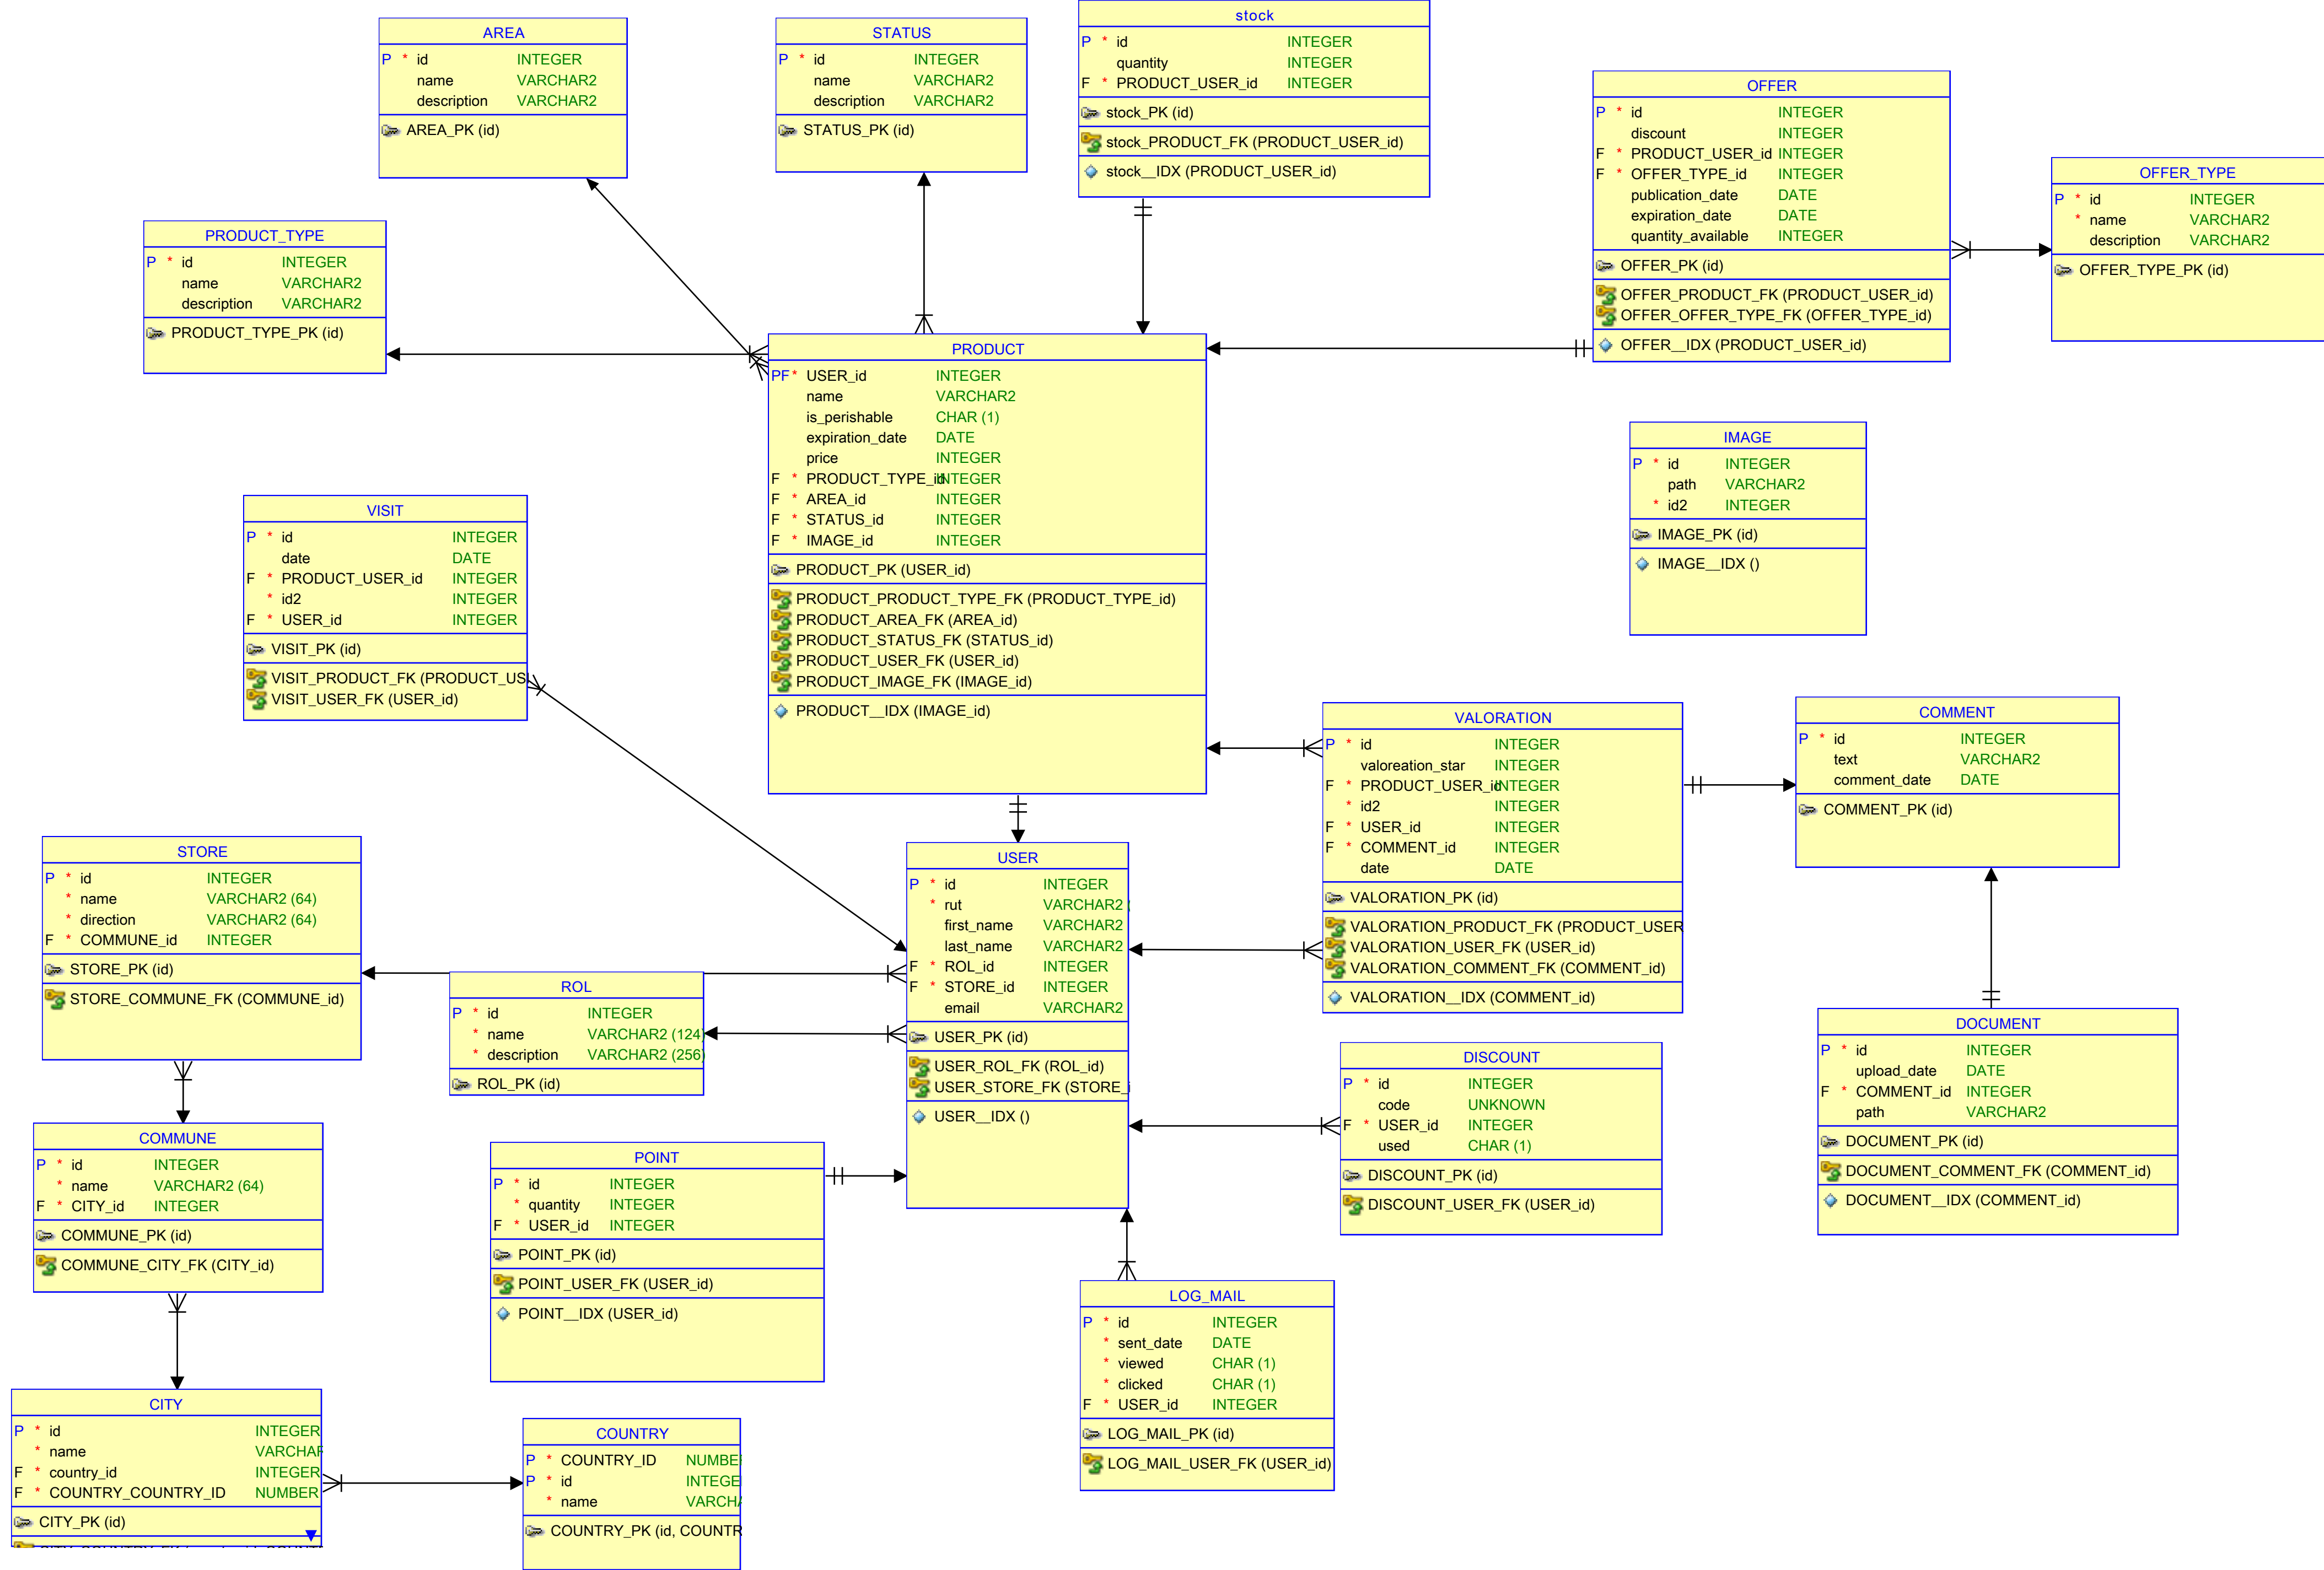 AREA
P * id INTEGER
name VARCHAR2
description VARCHAR2
AREA_PK (id)
STATUS
P * id INTEGER
name VARCHAR2
description VARCHAR2
STATUS_PK (id)
stock
P * id INTEGER
quantity INTEGER
F * PRODUCT_USER_id INTEGER
stock_PK (id)
stock_PRODUCT_FK (PRODUCT_USER_id)
stock__IDX (PRODUCT_USER_id)
OFFER
P * id INTEGER
discount INTEGER
F * PRODUCT_USER_id INTEGER
F * OFFER_TYPE_id INTEGER
publication_date DATE
expiration_date DATE
quantity_available INTEGER
OFFER_PK (id)
OFFER_PRODUCT_FK (PRODUCT_USER_id)
OFFER_OFFER_TYPE_FK (OFFER_TYPE_id)
OFFER__IDX (PRODUCT_USER_id)
OFFER_TYPE
P * id INTEGER
* name VARCHAR2
description VARCHAR2
OFFER_TYPE_PK (id)
PRODUCT_TYPE
P * id INTEGER
name VARCHAR2
description VARCHAR2
PRODUCT_TYPE_PK (id)
PRODUCT
PF * USER_id INTEGER
name VARCHAR2
is_perishable CHAR (1)
expiration_date DATE
price INTEGER
F * PRODUCT_TYPE_id INTEGER
F * AREA_id INTEGER
F * STATUS_id INTEGER
F * IMAGE_id INTEGER
PRODUCT_PK (USER_id)
PRODUCT_PRODUCT_TYPE_FK (PRODUCT_TYPE_id)
PRODUCT_AREA_FK (AREA_id)
PRODUCT_STATUS_FK (STATUS_id)
PRODUCT_USER_FK (USER_id)
PRODUCT_IMAGE_FK (IMAGE_id)
PRODUCT__IDX (IMAGE_id)
IMAGE
P * id INTEGER
path VARCHAR2
* id2 INTEGER
IMAGE_PK (id)
IMAGE__IDX ()
VISIT
P * id INTEGER
date DATE
F * PRODUCT_USER_id INTEGER
* id2 INTEGER
F * USER_id INTEGER
VISIT_PK (id)
VISIT_PRODUCT_FK (PRODUCT_US
VISIT_USER_FK (USER_id)
VALORATION
P * id INTEGER
valoreation_star INTEGER
F * PRODUCT_USER_id INTEGER
* id2 INTEGER
F * USER_id INTEGER
F * COMMENT_id INTEGER
date DATE
VALORATION_PK (id)
VALORATION_PRODUCT_FK (PRODUCT_USER
VALORATION_USER_FK (USER_id)
VALORATION_COMMENT_FK (COMMENT_id)
VALORATION__IDX (COMMENT_id)
COMMENT
P * id INTEGER
text VARCHAR2
comment_date DATE
COMMENT_PK (id)
STORE
P * id INTEGER
* name VARCHAR2 (64)
* direction VARCHAR2 (64)
F * COMMUNE_id INTEGER
STORE_PK (id)
STORE_COMMUNE_FK (COMMUNE_id)
USER
P * id INTEGER
* rut VARCHAR2
first_name VARCHAR2
last_name VARCHAR2
F * ROL_id INTEGER
F * STORE_id INTEGER
email VARCHAR2
USER_PK (id)
USER_ROL_FK (ROL_id)
USER_STORE_FK (STORE_i
USER__IDX ()
ROL
P * id INTEGER
* name VARCHAR2 (124)
* description VARCHAR2 (256)
ROL_PK (id)
DOCUMENT
P * id INTEGER
upload_date DATE
F * COMMENT_id INTEGER
path VARCHAR2
DOCUMENT_PK (id)
DOCUMENT_COMMENT_FK (COMMENT_id)
DOCUMENT__IDX (COMMENT_id)
DISCOUNT
P * id INTEGER
code UNKNOWN
F * USER_id INTEGER
used CHAR (1)
DISCOUNT_PK (id)
DISCOUNT_USER_FK (USER_id)
COMMUNE
P * id INTEGER
* name VARCHAR2 (64)
F * CITY_id INTEGER
COMMUNE_PK (id)
COMMUNE_CITY_FK (CITY_id)
POINT
P * id INTEGER
* quantity INTEGER
F * USER_id INTEGER
POINT_PK (id)
POINT_USER_FK (USER_id)
POINT__IDX (USER_id)
LOG_MAIL
P * id INTEGER
* sent_date DATE
* viewed CHAR (1)
* clicked CHAR (1)
F * USER_id INTEGER
LOG_MAIL_PK (id)
LOG_MAIL_USER_FK (USER_id)
CITY
P * id INTEGER
* name VARCHAR
F * country_id INTEGER
F * COUNTRY_COUNTRY_ID NUMBER
CITY_PK (id)
COUNTRY
P * COUNTRY_ID NUMBE
P * id INTEGE
* name VARCHA
COUNTRY_PK (id, COUNTR